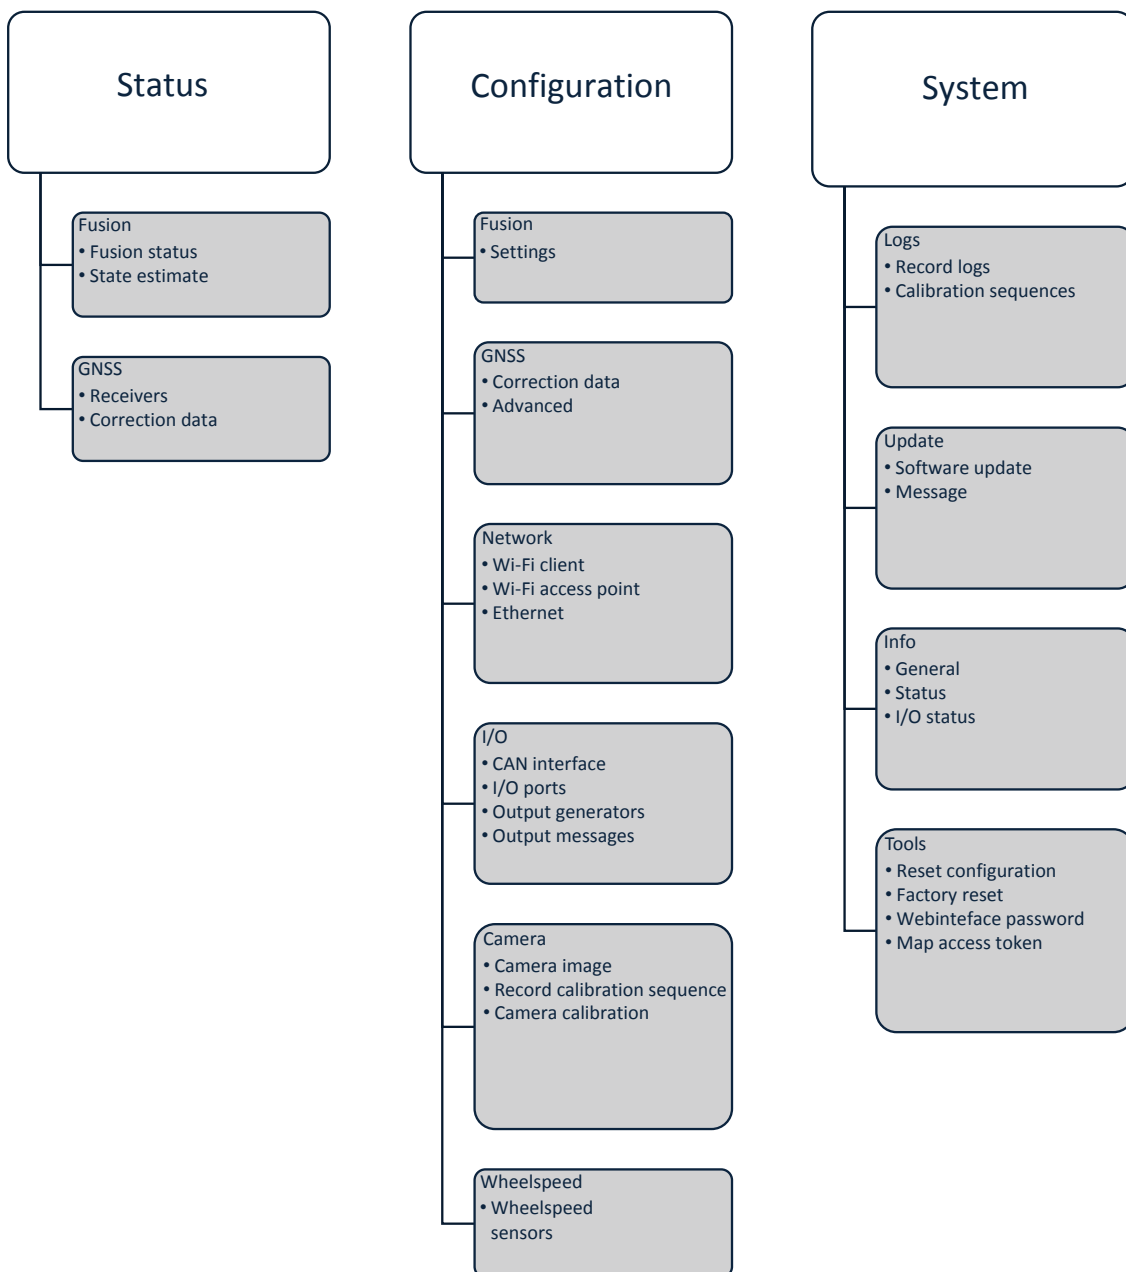 Status
Fusion
• Fusion status
• State estimate
GNSS
• Receivers
• Correction data
Configuration
Fusion
• Settings
GNSS
• Correction data
• Advanced
Network
• Wi-Fi client
• Wi-Fi access point
• Ethernet
I/O
• CAN interface
• I/O ports
• Output generators
• Output messages
Camera
• Camera image
• Record calibration sequence
• Camera calibration
Wheelspeed
• Wheelspeed
sensors
System
Logs
• Record logs
• Calibration sequences
Update
• Software update
• Message
Info
• General
• Status
• I/O status
Tools
• Reset configuration
• Factory reset
• Webinteface password
• Map access token